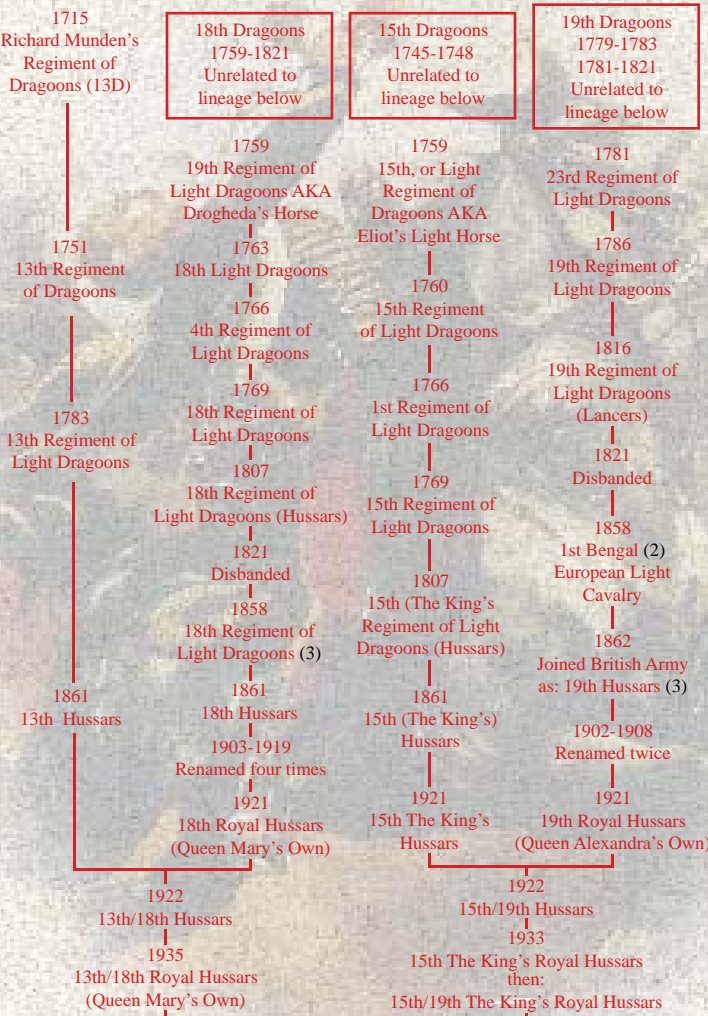 1715
Richard Munden's
Regiment of
Dragoons (13D)
1751
13th Regiment
of Dragoons
1783
13th Regiment of
Light Dragoons
1861
13th Hussars
18th Dragoons
1759-1821
Unrelated to
lineage below
1759
19th Regiment of
Light Dragoons AKA
Drogheda's Horse
1763
18th Light Dragoons
1766
4th Regiment of
Light Dragoons
1769
18th Regiment of
Light Dragoons
1807
18th Regiment of
Light Dragoons (Hussars)
1821
Disbanded
1858
18th Regiment of
Light Dragoons (3)
1861
18th Hussars
1903-1919
Renamed four times
1921
18th Royal Hussars
(Queen Mary's Own)
1922
13th/18th Hussars
1935
13th/18th Royal Hussars
(Queen Mary's Own)
15th Dragoons
1745-1748
Unrelated to
lineage below
1759
15th, or Light
Regiment of
Dragoons AKA
Eliot's Light Horse
1760
15th Regiment
of Light Dragoons
1766
1st Regiment of
Light Dragoons
1769
15th Regiment of
Light Dragoons
1807
15th (The King's
Regiment of Light
Dragoons (Hussars)
1861
15th (The King's)
Hussars
1921
15th The King's
Hussars
19th Dragoons
1779-1783
1781-1821
Unrelated to
lineage below
1781
23rd Regiment of
Light Dragoons
1786
19th Regiment of
Light Dragoons
1816
19th Regiment of
Light Dragoons
(Lancers)
1821
Disbanded
1858
1st Bengal (2)
European Light
Cavalry
1862
Joined British Army
as: 19th Hussars (3)
1902-1908
Renamed twice
1921
19th Royal Hussars
(Queen Alexandra's Own)
1922
15th/19th Hussars
1933
15th The King's Royal Hussars
then:
15th/19th The King's Royal Hussars